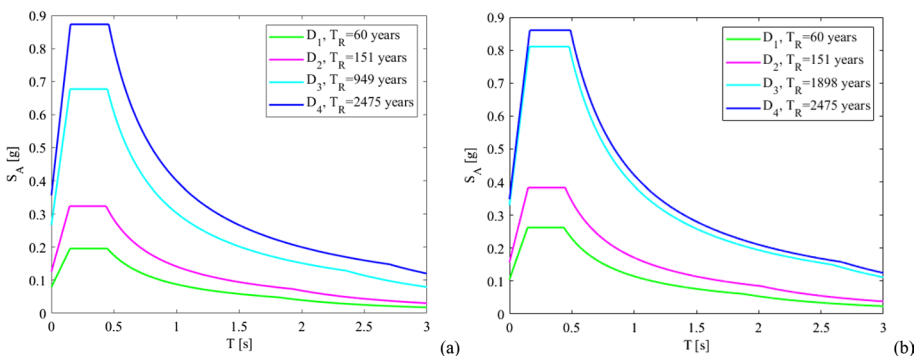 0.9
0.8
0.7
0.6
0.5
0.4
0.3
0.2
0.1
0
S_A [g]
D_1, T_R=60 years
D_2, T_R=151 years
D_3, T_R=949 years
D_4, T_R=2475 years
0 0.5 1 1.5 2 2.5 3
T [s]
(a)
0.9
0.8
0.7
0.6
0.5
0.4
0.3
0.2
0.1
0
S_A [g]
D_1, T_R=60 years
D_2, T_R=151 years
D_3, T_R=1898 years
D_4, T_R=2475 years
0 0.5 1 1.5 2 2.5 3
T [s]
(b)